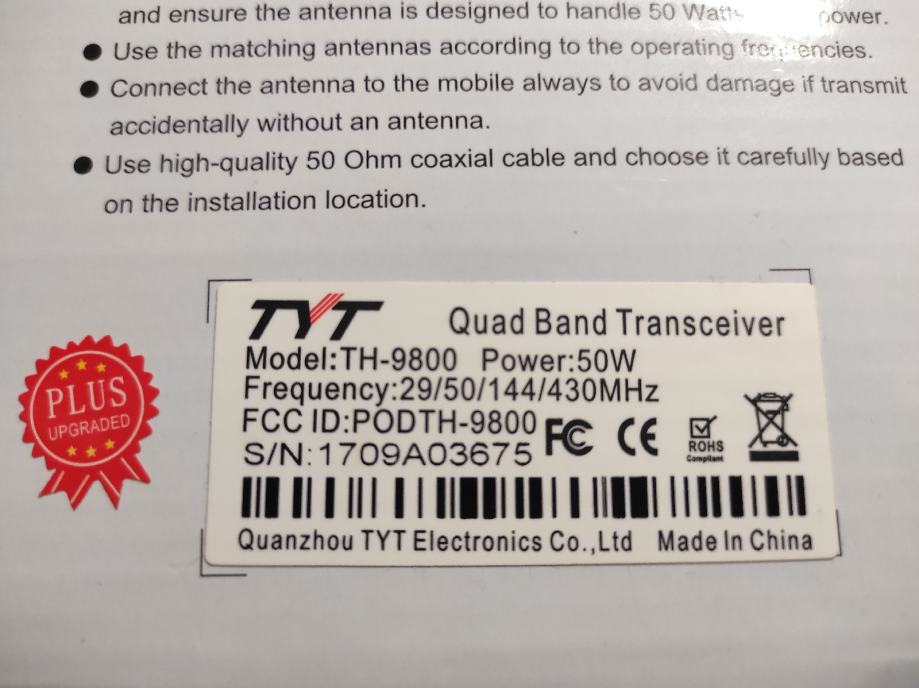 and ensure the antenna is designed to handle 50 power.
● Use the matching antennas according to the operating frequencies.
● Connect the antenna to the mobile always to avoid damage if transmit
accidentally without an antenna.
● Use high-quality 50 Ohm coaxial cable and choose it carefully based
on the installation location.
TYT Quad Band Transceiver
Model:TH-9800 Power:50W
Frequency:29/50/144/430MHz
FCC ID:PODTH-9800
S/N:1709A03675
FC CE
ROHS
Compliant
Quanzhou TYT Electronics Co.,Ltd Made In China
PLUS
UPGRADED